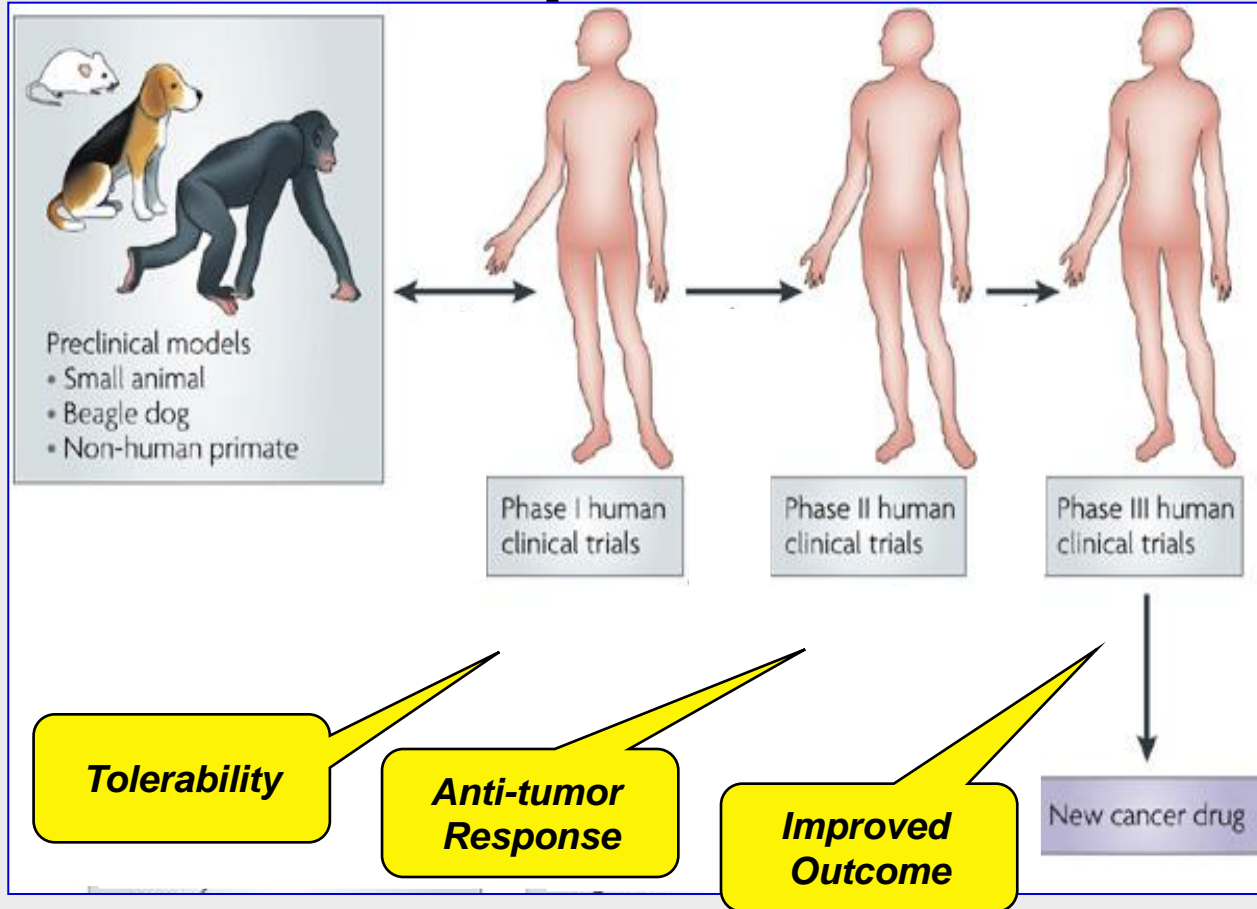 Preclinical models
• Small animal
• Beagle dog
• Non-human primate
Phase I human
clinical trials
Phase II human
clinical trials
Phase III human
clinical trials
Tolerability
Anti-tumor
Response
Improved
Outcome
New cancer drug